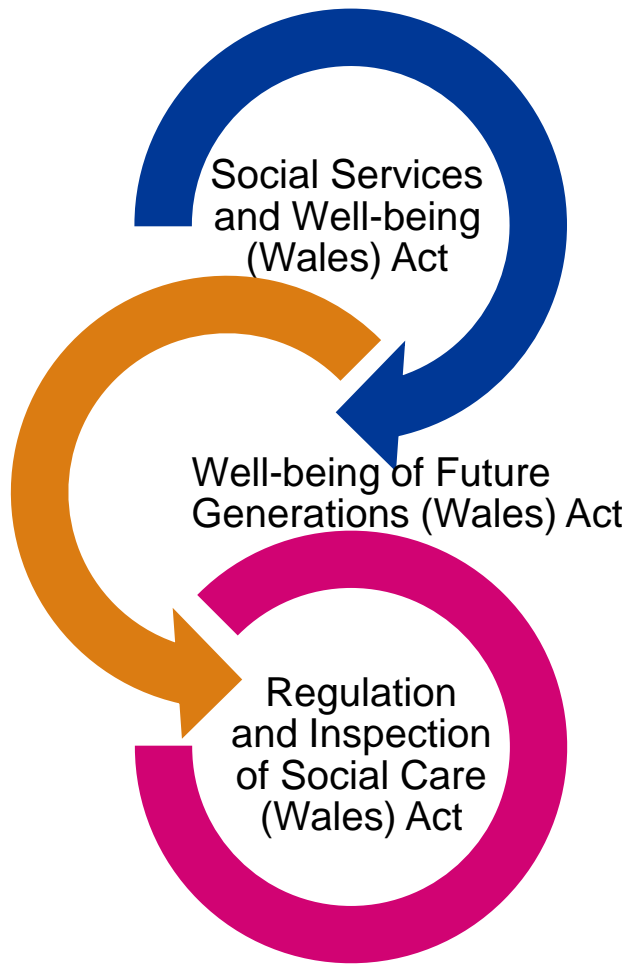 Social Services
and Well-being
(Wales) Act
Well-being of Future
Generations (Wales) Act
Regulation
and Inspection
of Social Care
(Wales) Act